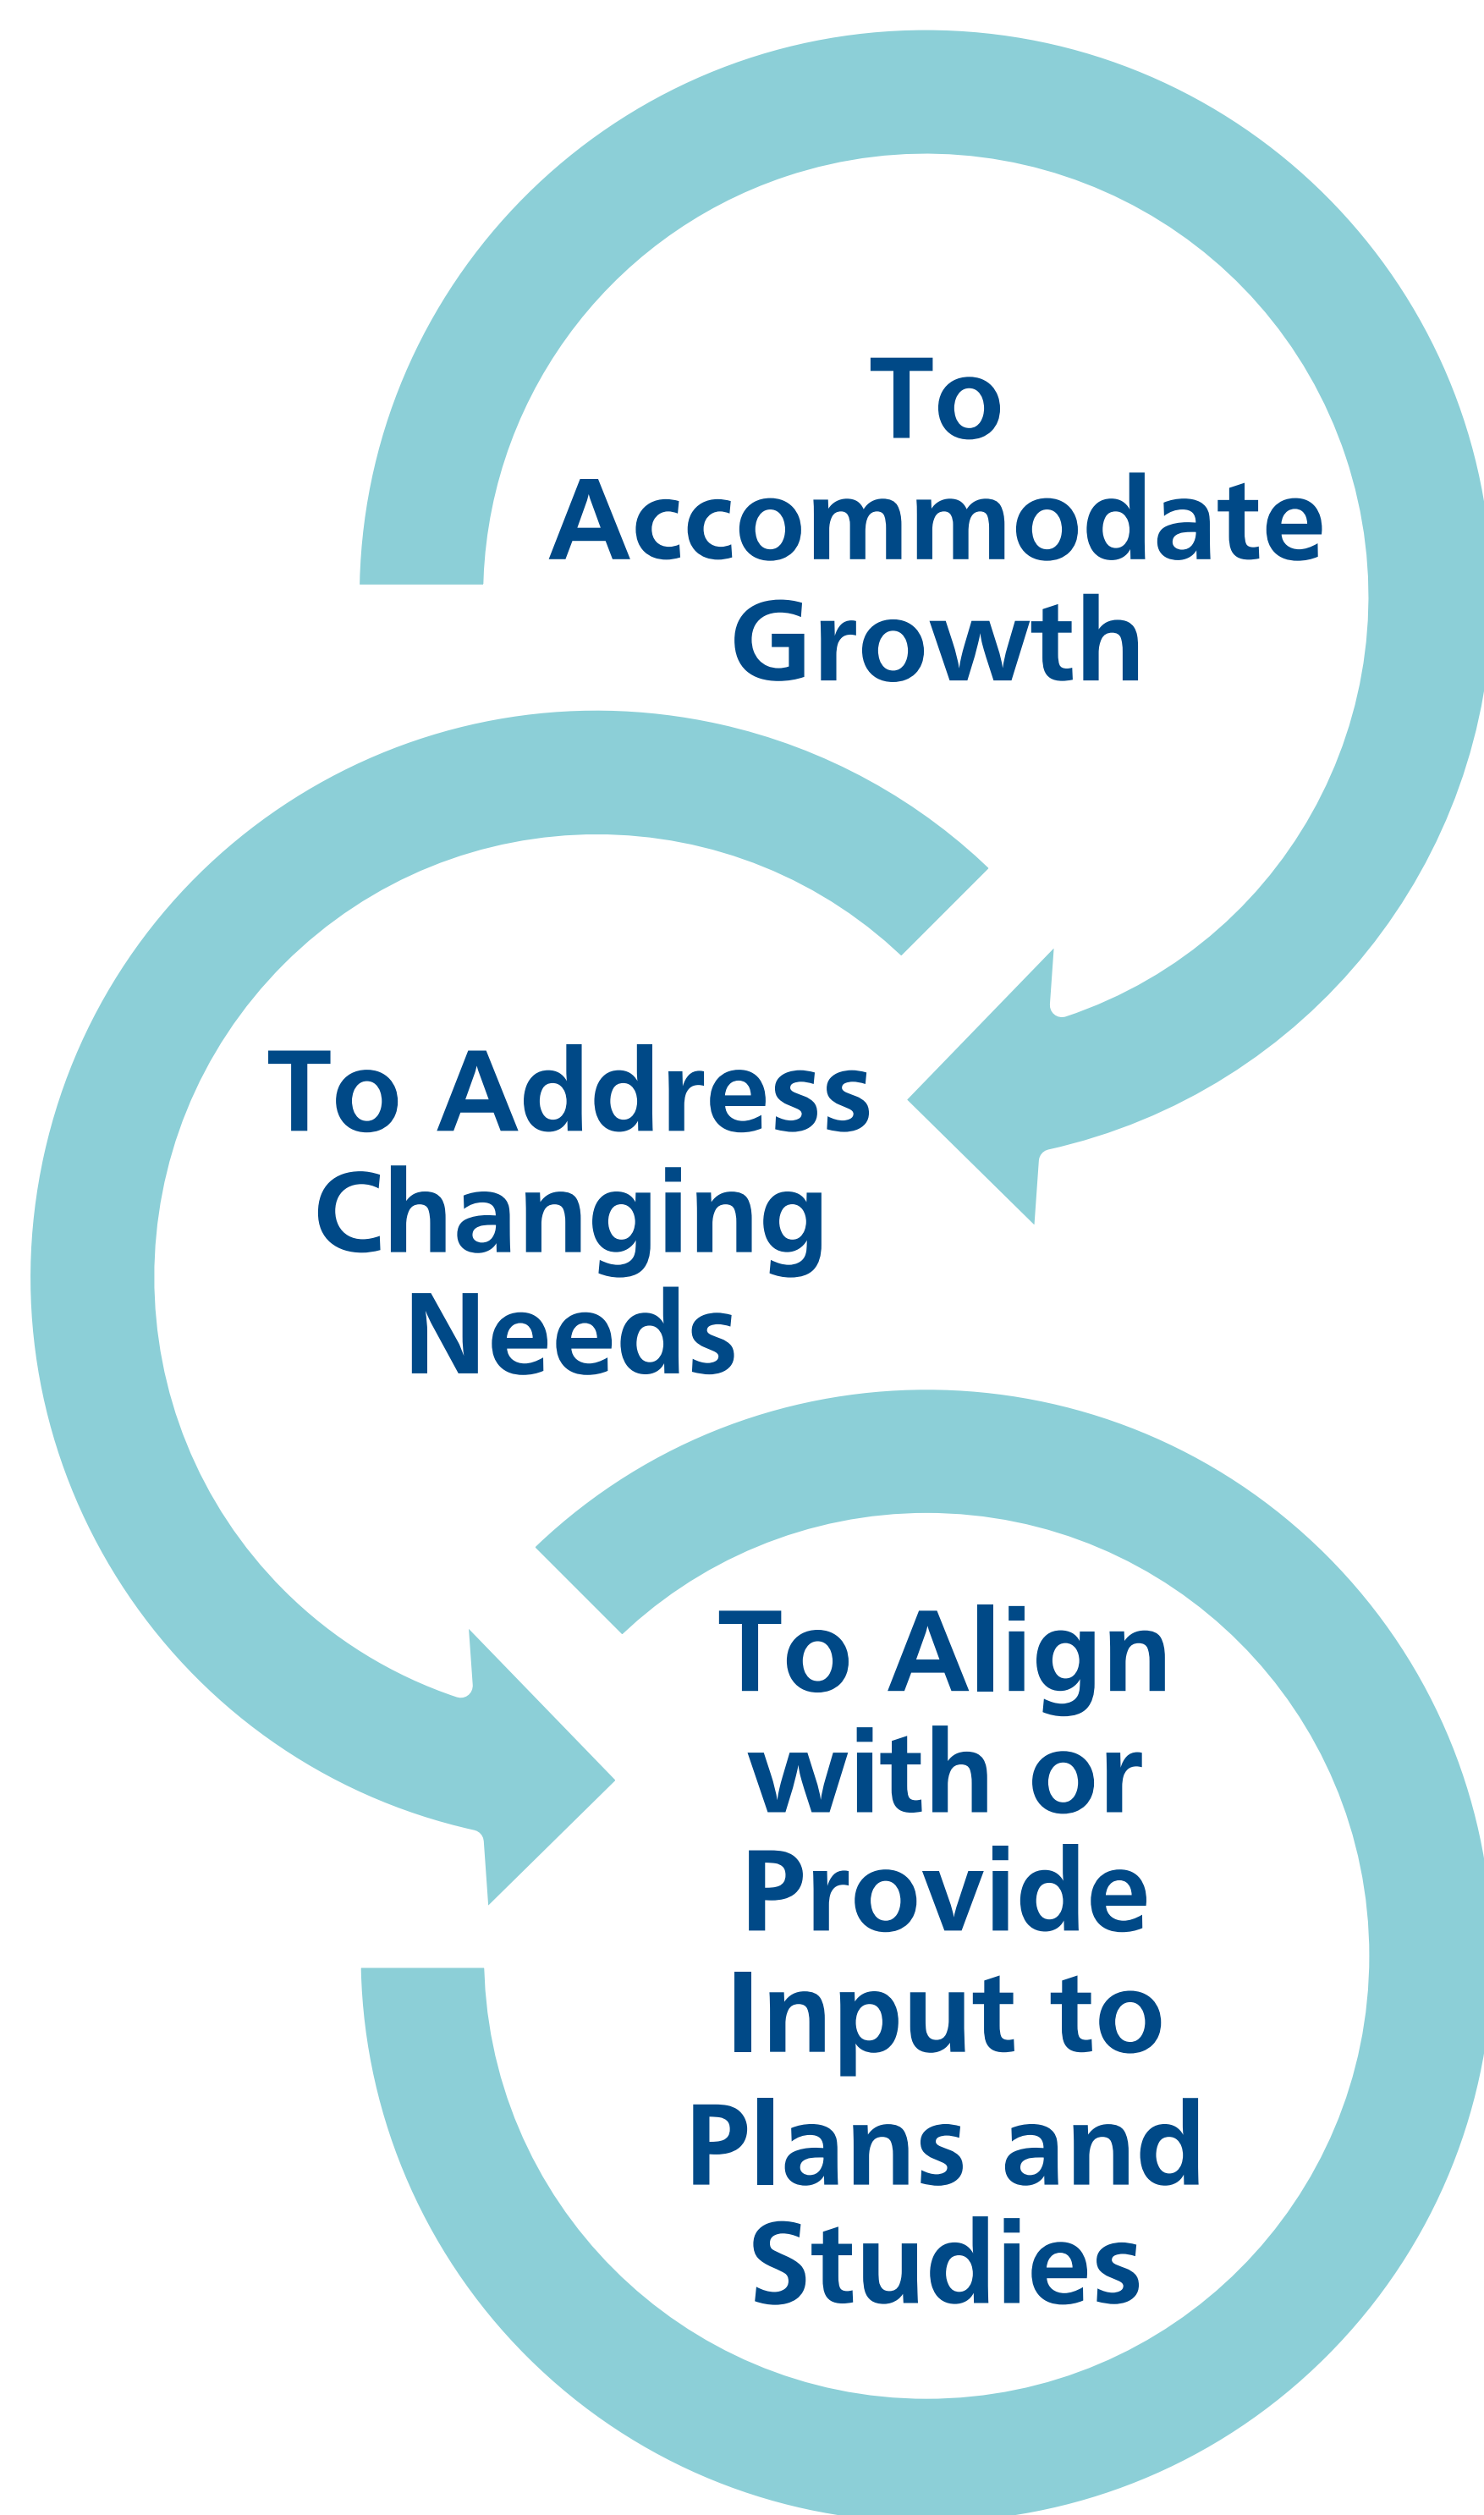 To
Accommodate
Growth
To Address
Changing
Needs
To Align
with or
Provide
Input to
Plans and
Studies